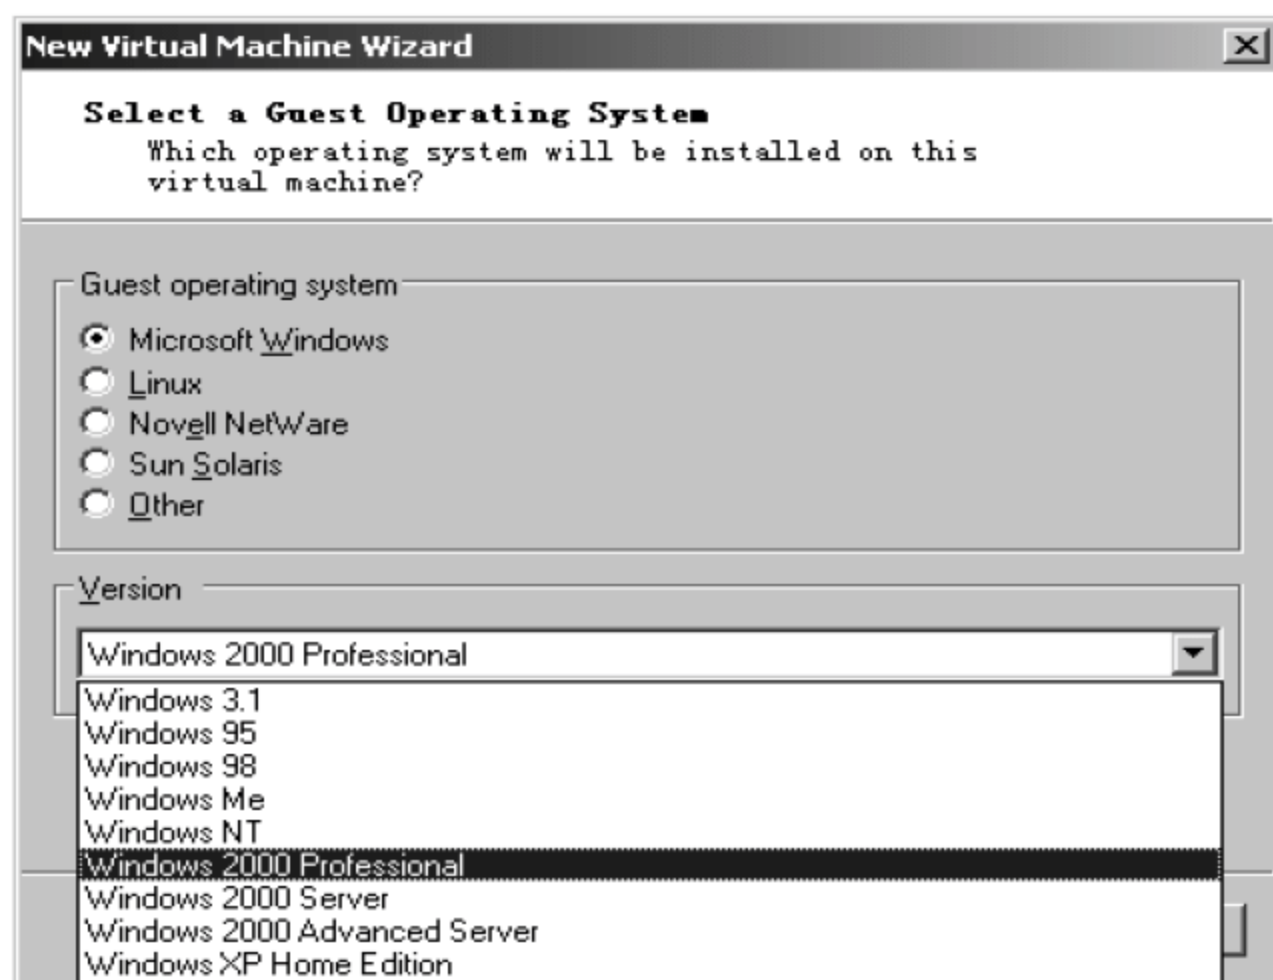 New Virtual Machine Wizard
Select a Guest Operating System
Which operating system will be installed on this
virtual machine?
Guest operating system
Microsoft Windows
Linux
Novell NetWare
Sun Solaris
Other
Version
Windows 2000 Professional
Windows 3.1
Windows 95
Windows 98
Windows Me
Windows NT
Windows 2000 Professional
Windows 2000 Server
Windows 2000 Advanced Server
Windows XP Home Edition